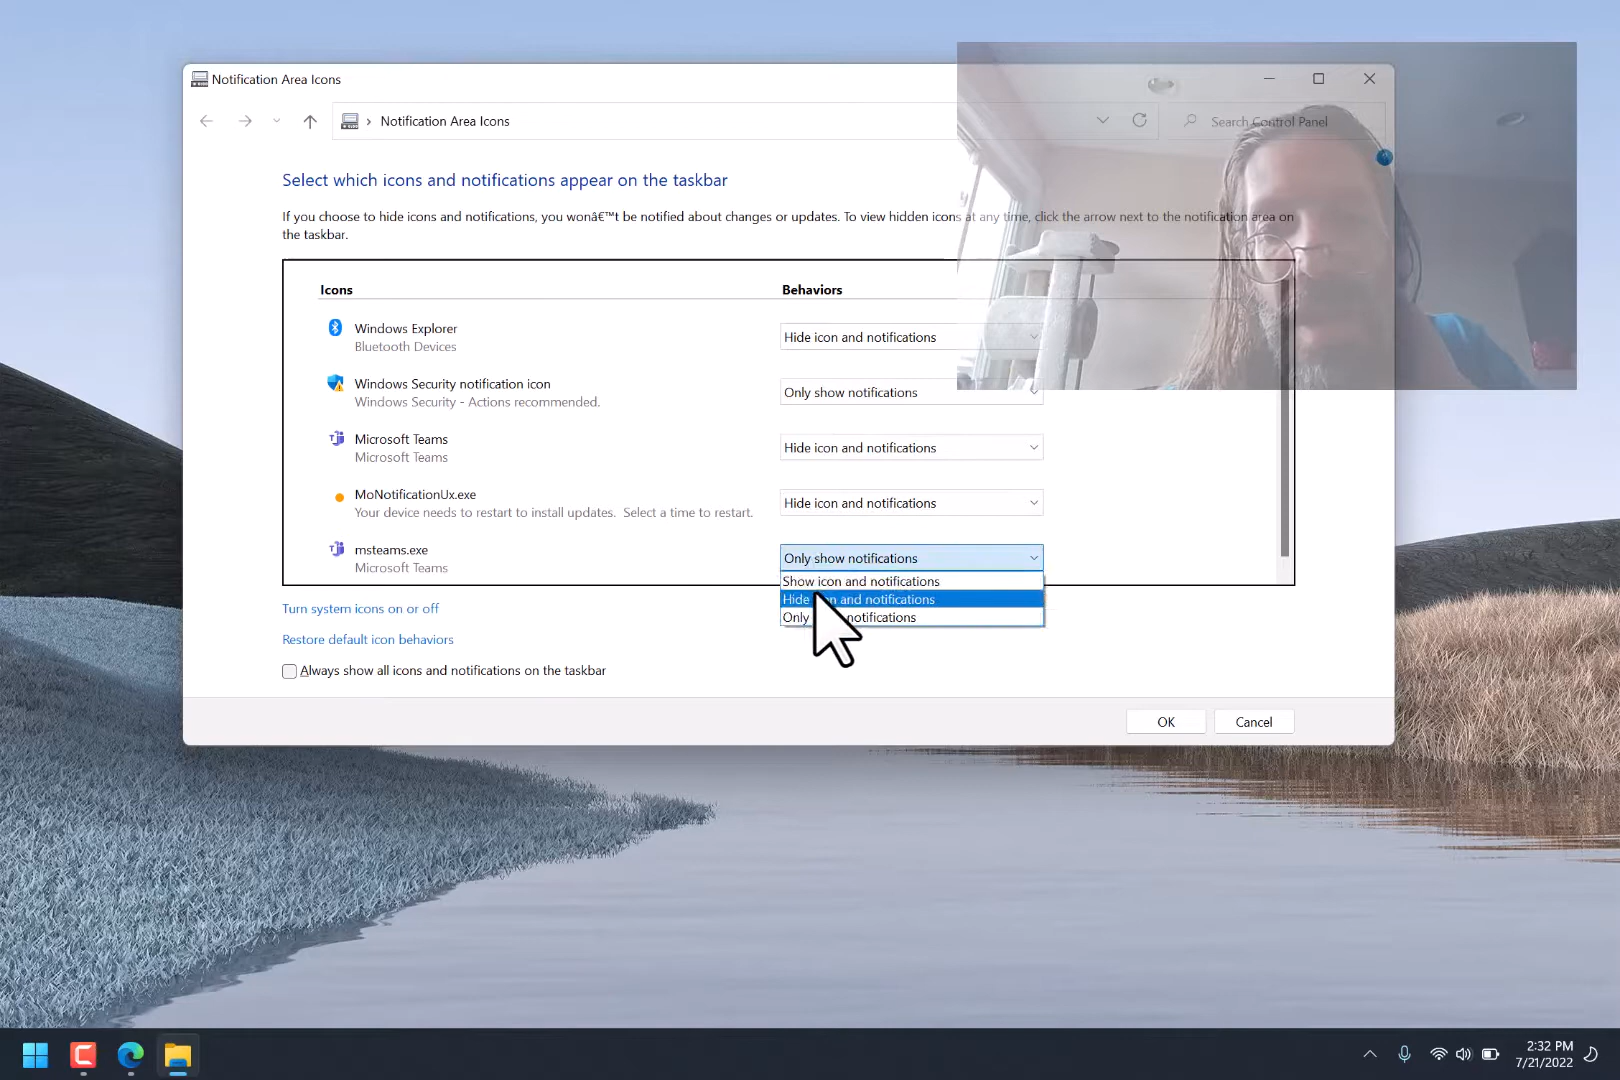 Notification Area Icons
Notification Area Icons
Search Control Panel
Select which icons and notifications appear on the taskbar
If you choose to hide icons and notifications, you wonâ€™t be notified about changes or updates. To view hidden icons at any time, click the arrow next to the notification area on
the taskbar.
Icons
Behaviors
Windows Explorer
Bluetooth Devices
Hide icon and notifications
Windows Security notification icon
Windows Security - Actions recommended.
Only show notifications
Microsoft Teams
Microsoft Teams
Hide icon and notifications
MoNotificationUx.exe
Your device needs to restart to install updates. Select a time to restart.
Hide icon and notifications
msteams.exe
Microsoft Teams
Only show notifications
Show icon and notifications
Hide and notifications
Only notifications
Turn system icons on or off
Restore default icon behaviors
Always show all icons and notifications on the taskbar
OK
Cancel
2:32 PM
7/21/2022